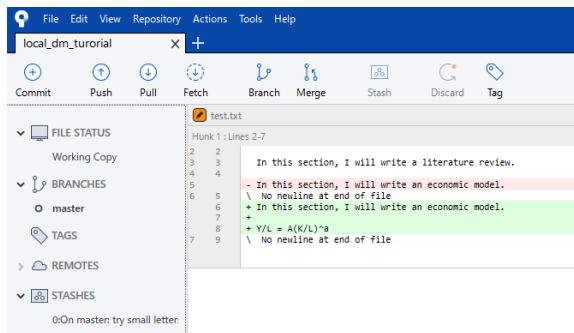 File Edit View Repository Actions Tools Help
local_dm_turorial X +
Commit Push Pull Fetch Branch Merge Stash Discard Tag
FILE STATUS
Working Copy
BRANCHES
master
TAGS
REMOTES
STASHES
0:On master: try small letter
test.txt
Hunk 1 : Lines 2-7
2 2
3 3 In this section, I will write a literature review.
4 4
5 - In this section, I will write an economic model.
6 5 \ No newline at end of file
6 + In this section, I will write an economic model.
7 +
8 + Y/L = A(K/L)^a
7 9 \ No newline at end of file